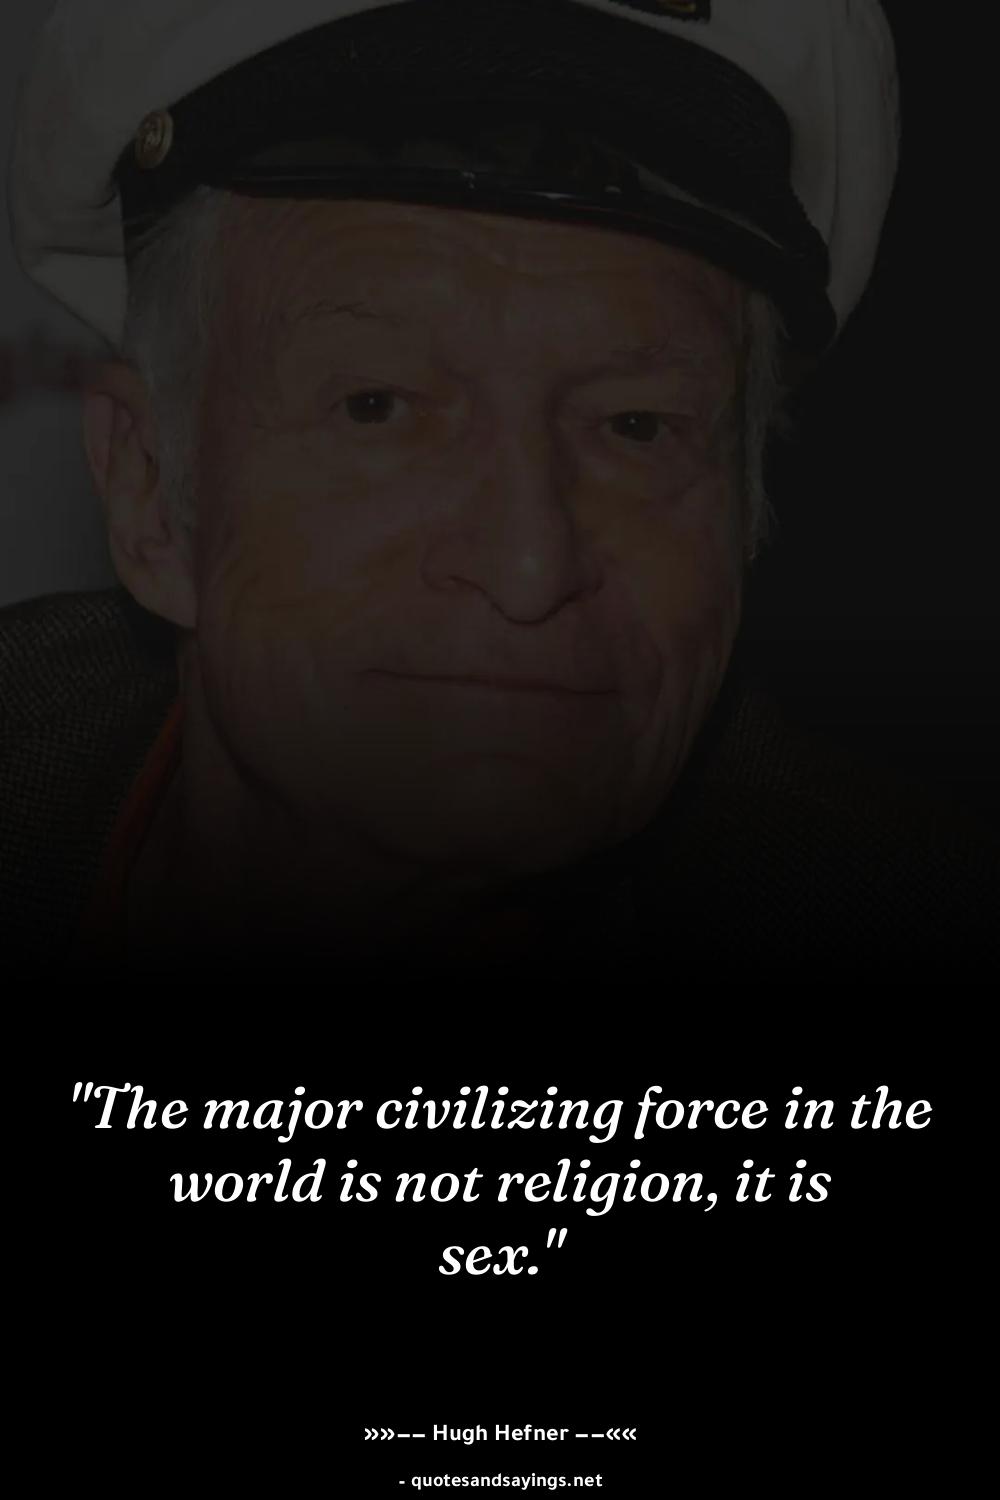 "The major civilizing force in the
world is not religion, it is
sex."
»»−− Hugh Hefner −−««
- quotesandsayings.net